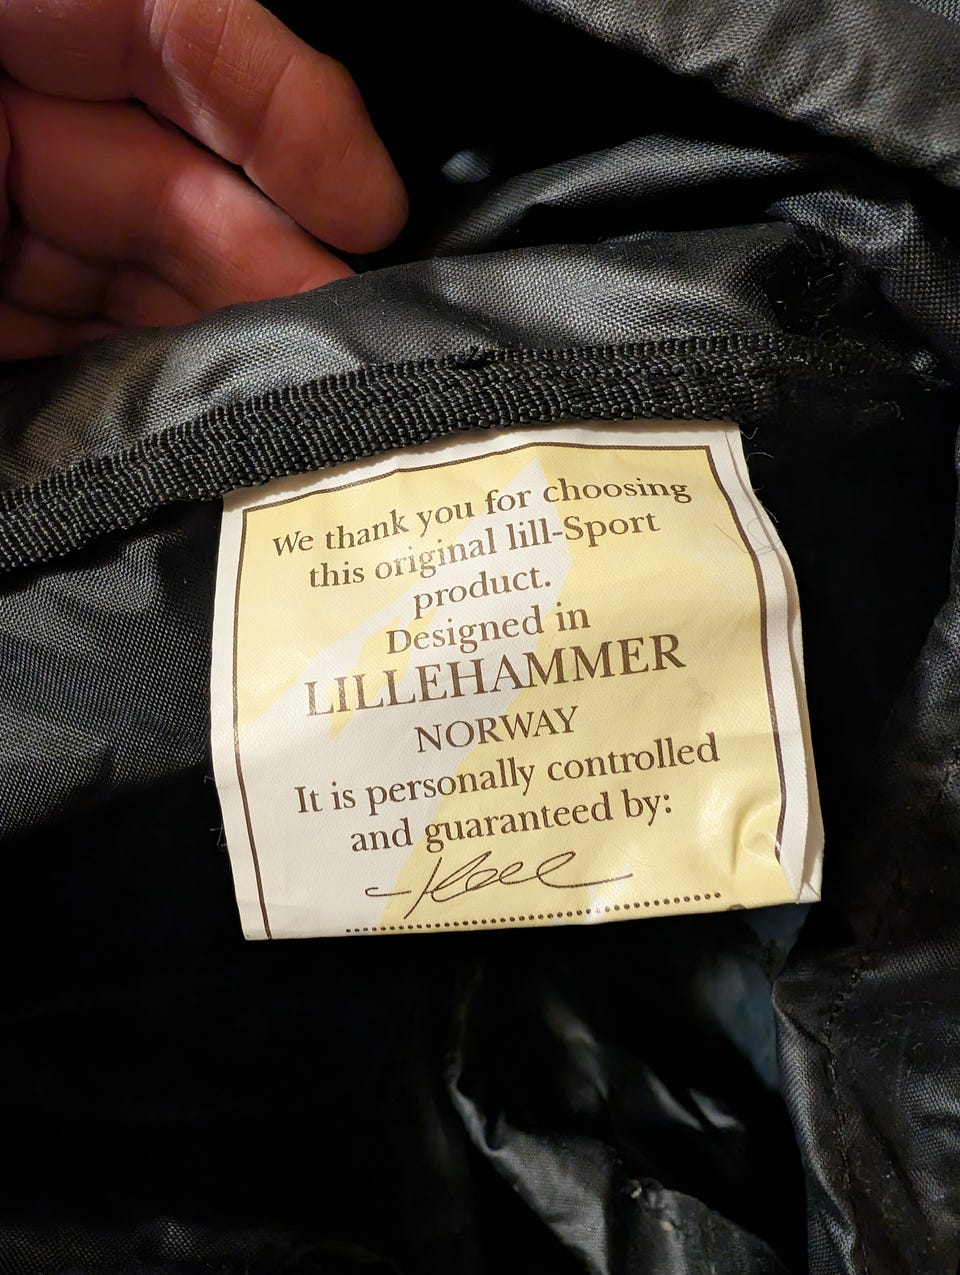 We thank you for choosing
this original lill-Sport
product.
Designed in
LILLEHAMMER
NORWAY
It is personally controlled
and guaranteed by: